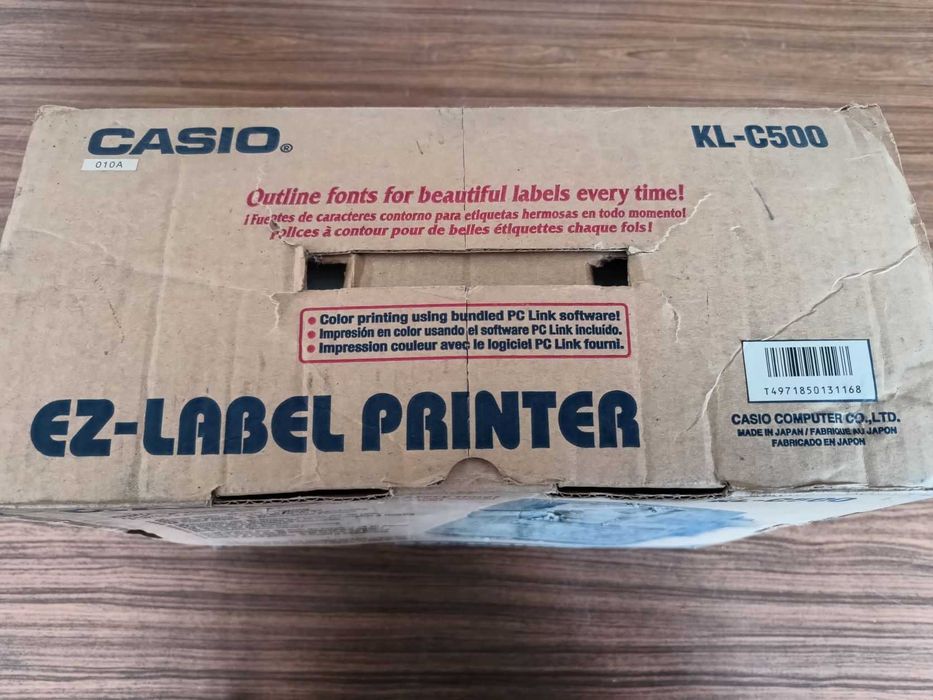 CASIO®
KL-C500
010A
Outline fonts for beautiful labels every time!
¡Fuentes de caracteres contorno para etiquetas hermosas en todo momento!
Polices à contour pour de belles étiquettes chaque fois!
• Color printing using bundled PC Link software!
• Impresión en color usando el software PC Link incluído.
• Impression couleur avec le logiciel PC Link fourni.
EZ-LABEL PRINTER
T4971850131168
CASIO COMPUTER CO.,LTD.
MADE IN JAPAN / FABRIQUE AU JAPON
FABRICADO EN JAPON